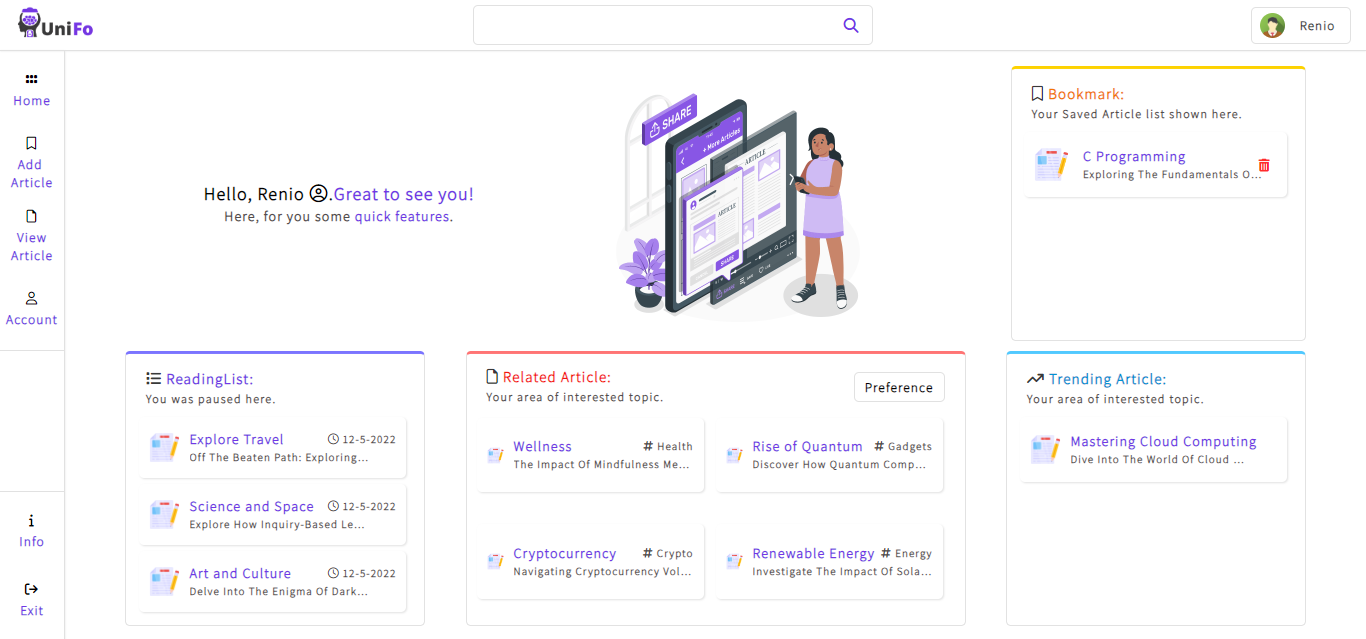 UniFo
Renio
Home
Add
Article
View
Article
Account
Info
Exit
Hello, Renio .Great to see you!
Here, for you some quick features.
SHARE
+ More Articles
ARTICLE
ARTICLE
SHARE
Bookmark:
Your Saved Article list shown here.
C Programming
Exploring The Fundamentals O...
ReadingList:
You was paused here.
Explore Travel 12-5-2022
Off The Beaten Path: Exploring...
Science and Space 12-5-2022
Explore How Inquiry-Based Le...
Art and Culture 12-5-2022
Delve Into The Enigma Of Dark...
Related Article:
Your area of interested topic.
Preference
Wellness # Health
The Impact Of Mindfulness Me...
Rise of Quantum # Gadgets
Discover How Quantum Comp...
Cryptocurrency # Crypto
Navigating Cryptocurrency Vol...
Renewable Energy # Energy
Investigate The Impact Of Sola...
Trending Article:
Your area of interested topic.
Mastering Cloud Computing
Dive Into The World Of Cloud ...